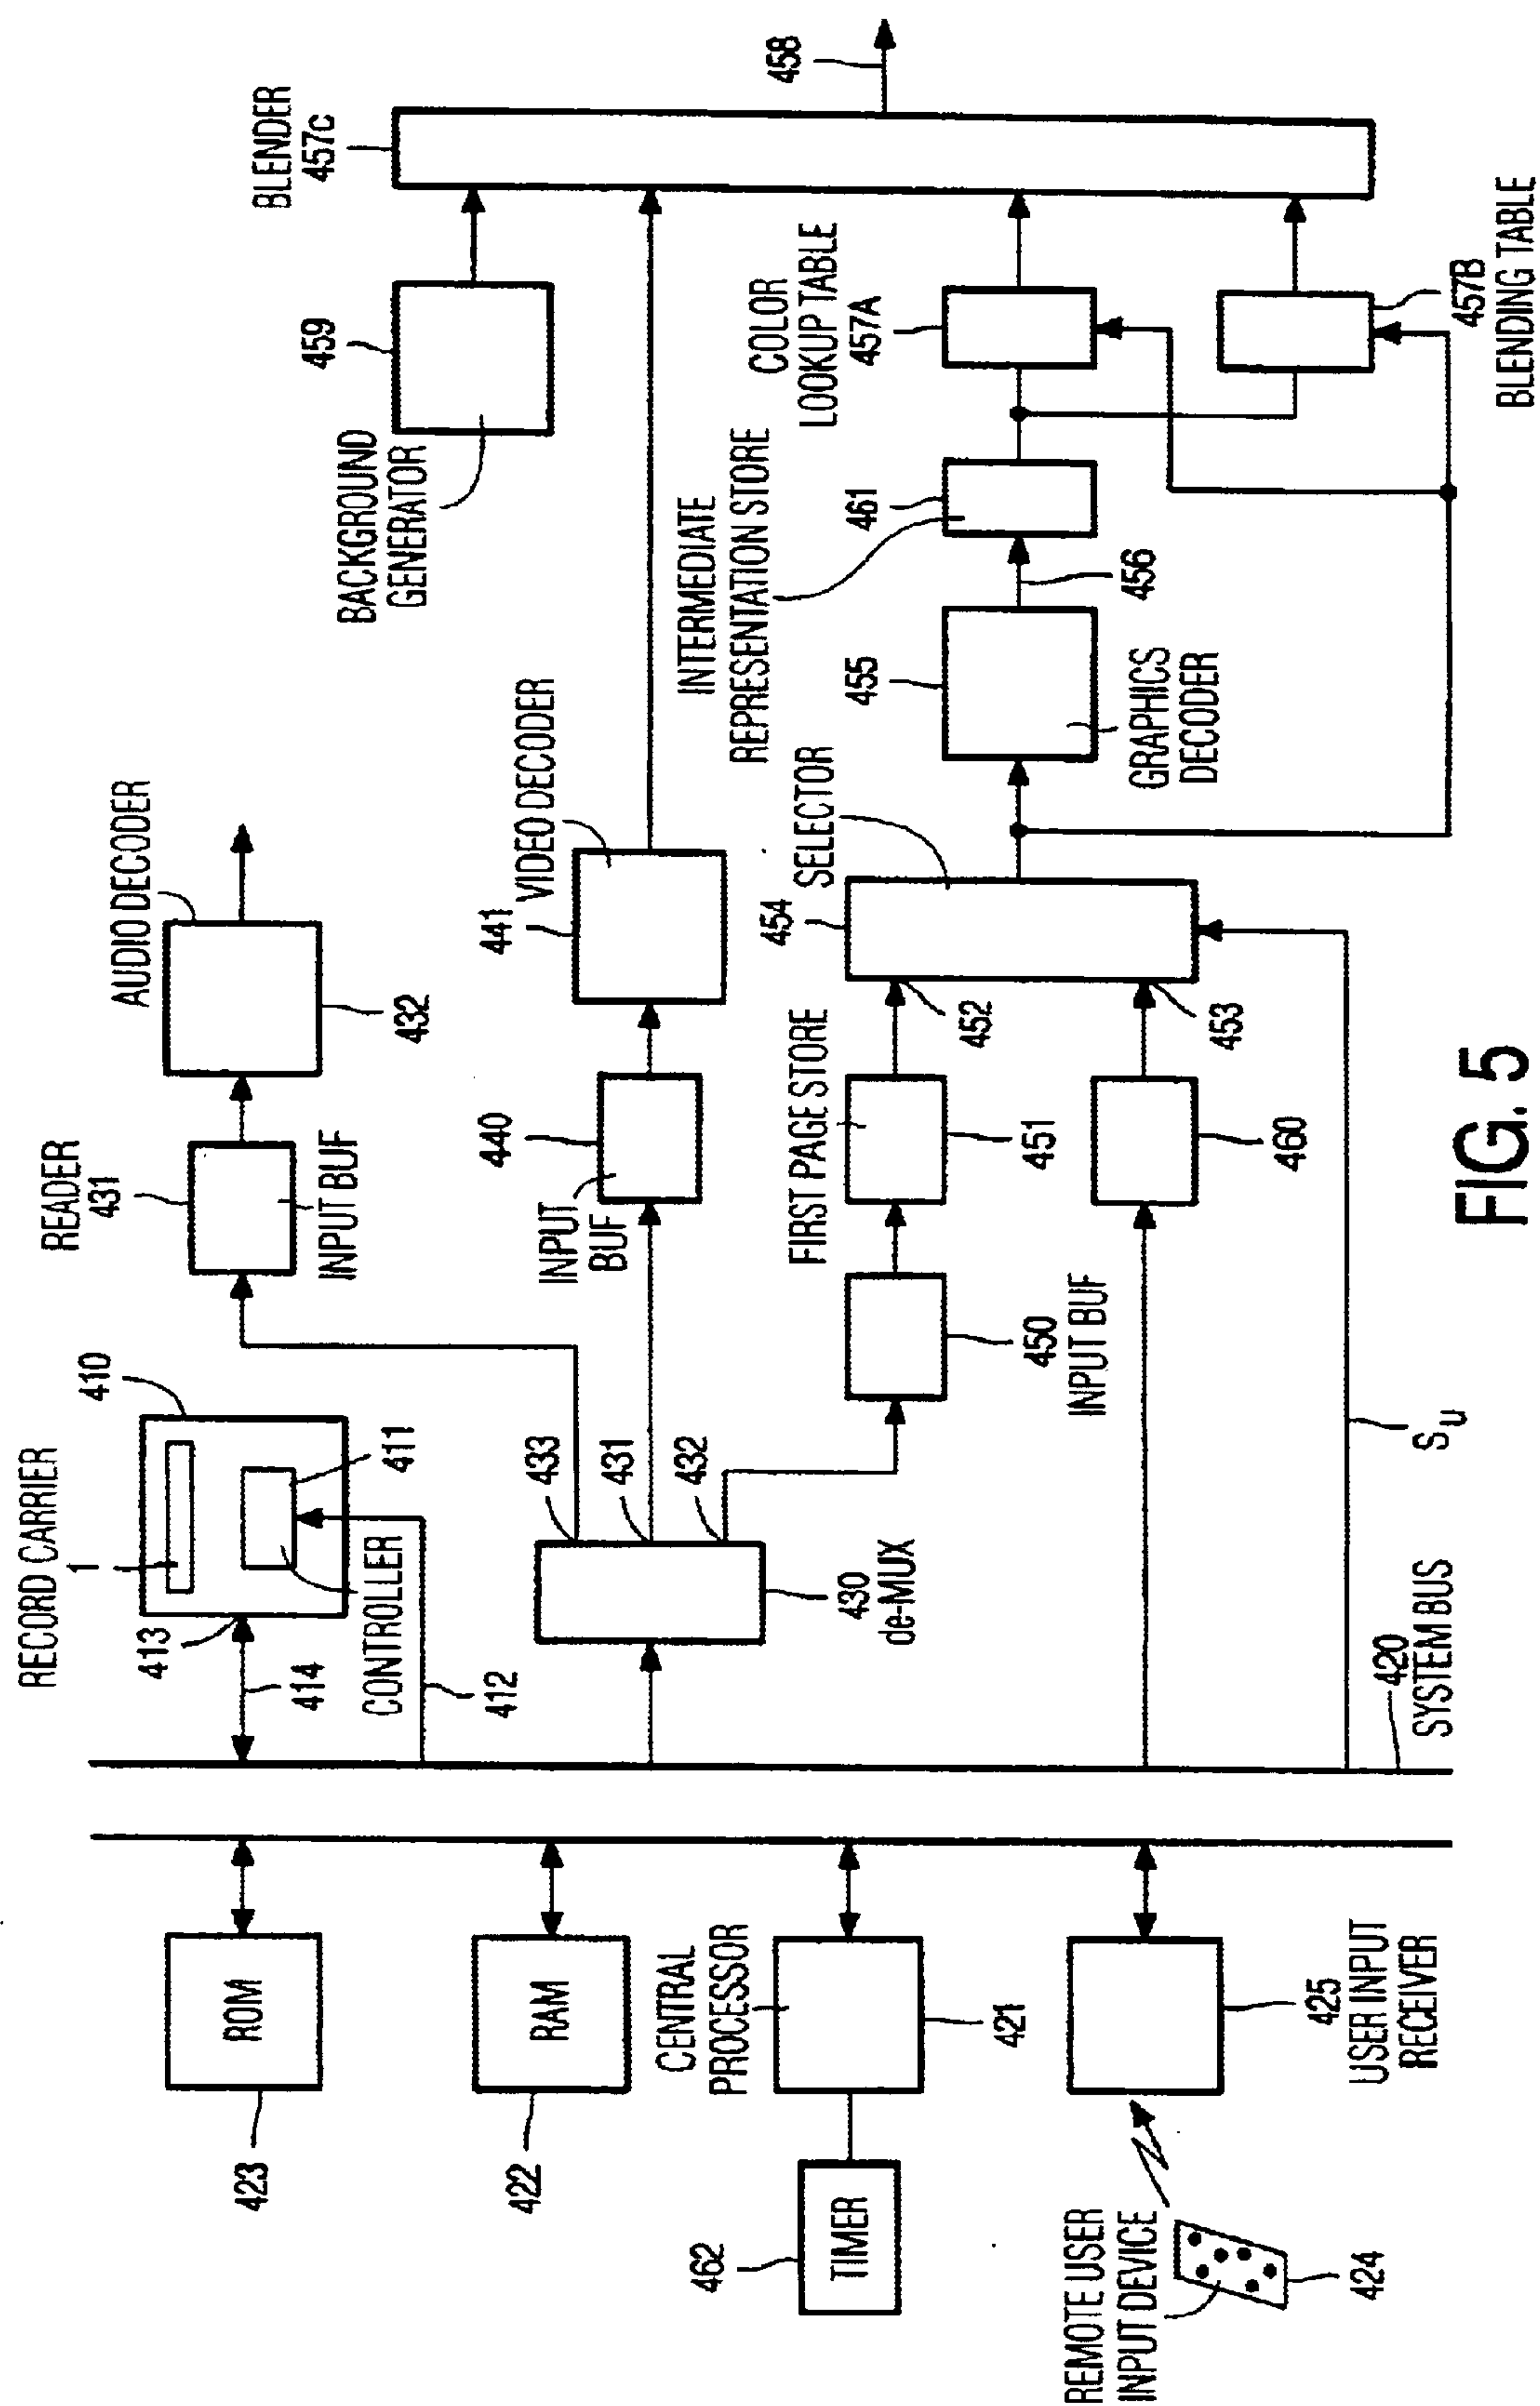 RECORD CARRIER
1
410
413
414
411
CONTROLLER
412
READER
431
INPUT BUF
AUDIO DECODER
432
BLENDER
457C
458
BACKGROUND
GENERATOR
459
433
431
432
430
de-MUX
INPUT
BUF
440
441
VIDEO DECODER
INTERMEDIATE
REPRESENTATION STORE
461
COLOR
LOOKUP TABLE
457A
450
INPUT BUF
FIRST PAGE STORE
451
452
453
454
SELECTOR
455
GRAPHICS
DECODER
456
457B
BLENDING TABLE
460
Su
420
SYSTEM BUS
423
ROM
422
RAM
CENTRAL
PROCESSOR
421
462
TIMER
REMOTE USER
INPUT DEVICE
424
425
USER INPUT
RECEIVER
FIG. 5